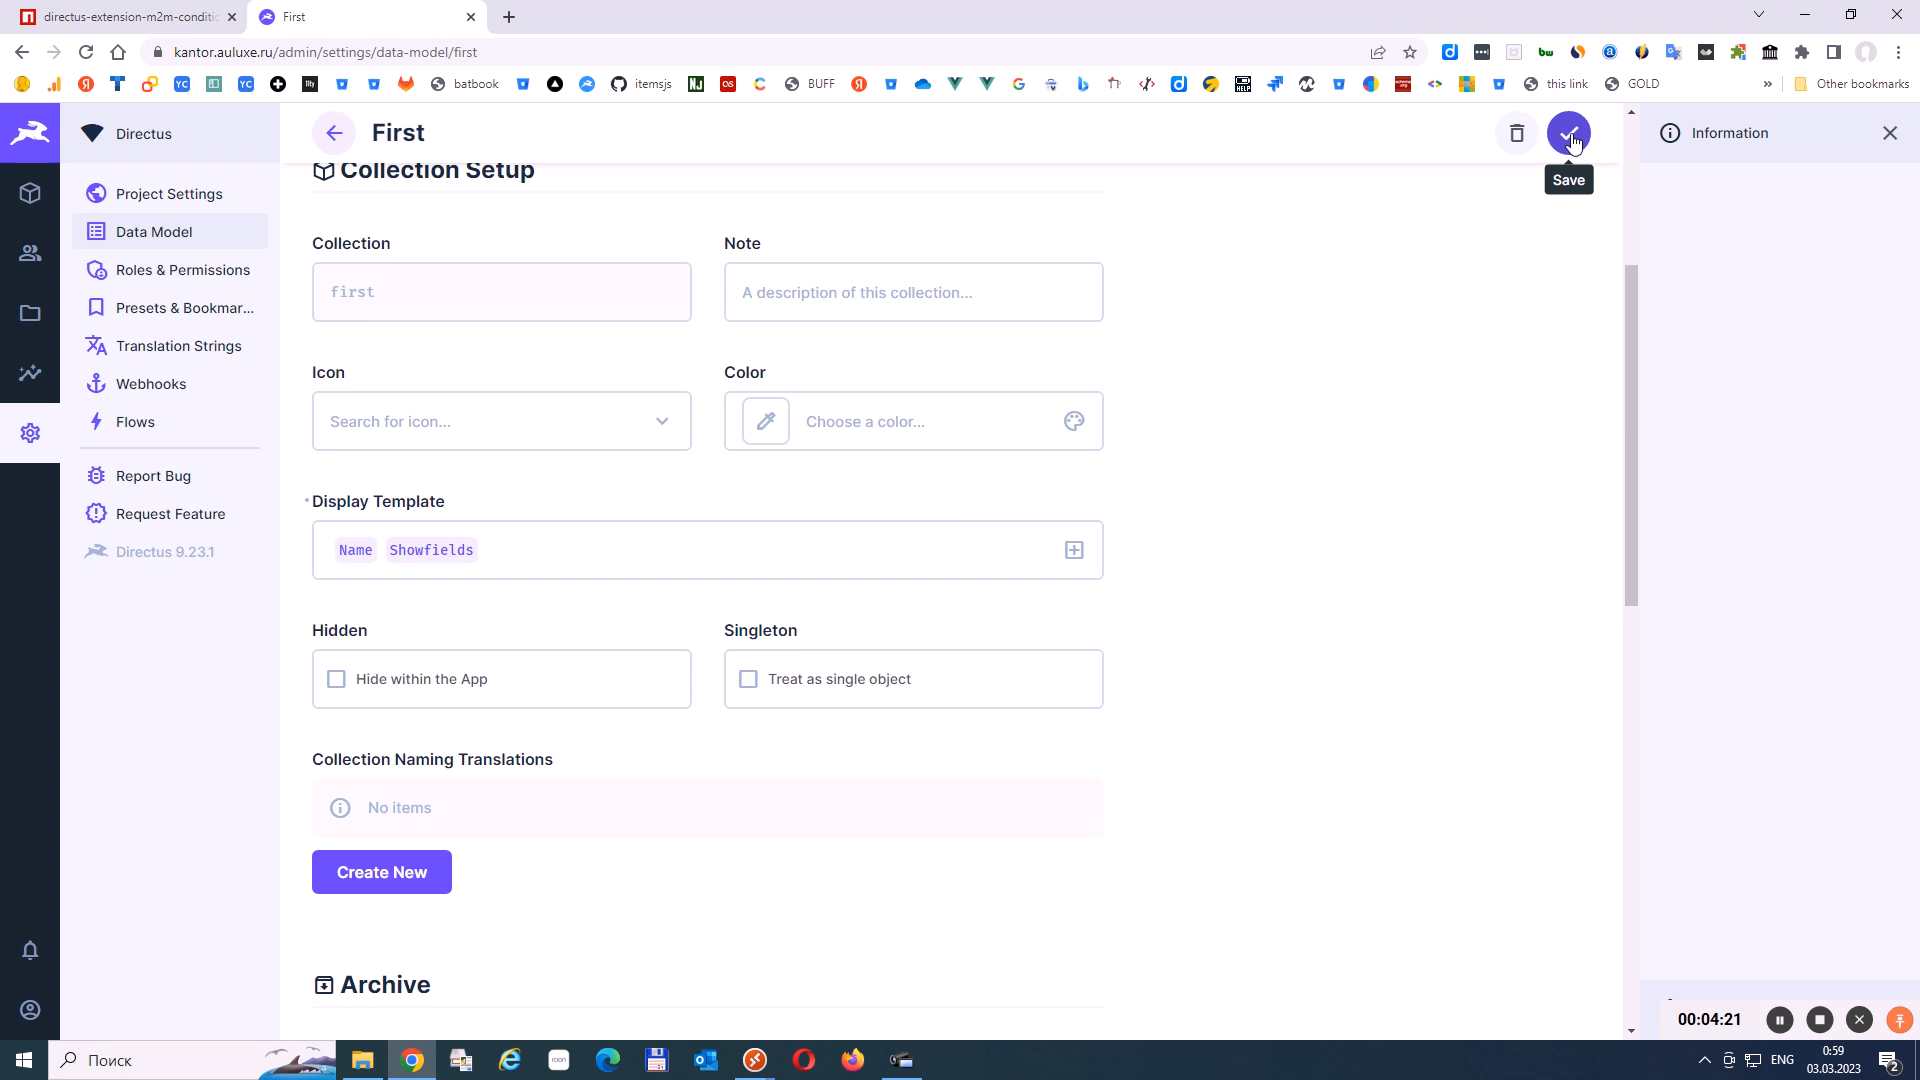 directus-extension-m2m-conditio
First
kantor.auluxe.ru/admin/settings/data-model/first
batbook
itemsjs
BUFF
this link
GOLD
»
Other bookmarks
Directus
First
Information
Save
Project Settings
Data Model
Roles & Permissions
Presets & Bookmar...
Translation Strings
Webhooks
Flows
Report Bug
Request Feature
Directus 9.23.1
Collection Setup
Collection
Note
first
A description of this collection...
Icon
Color
Search for icon...
Choose a color...
Display Template
Name Showfields
Hidden
Singleton
Hide within the App
Treat as single object
Collection Naming Translations
No items
Create New
Archive
00:04:21
Поиск
ENG
0:59
03.03.2023
2